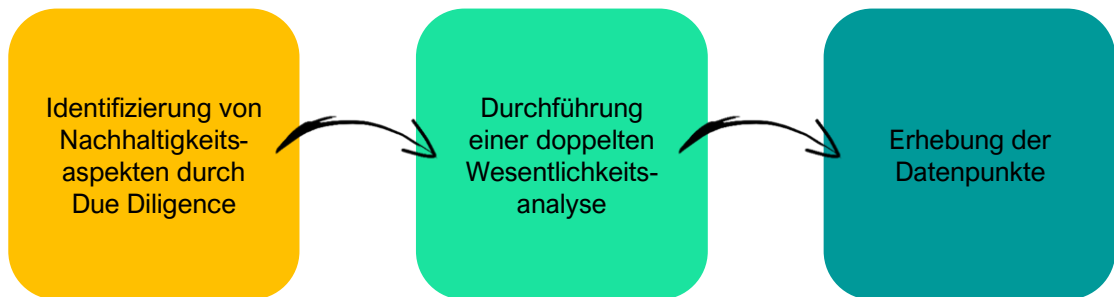 Identifizierung von
Nachhaltigkeits-
aspekten durch
Due Diligence
Durchführung
einer doppelten
Wesentlichkeits-
analyse
Erhebung der
Datenpunkte